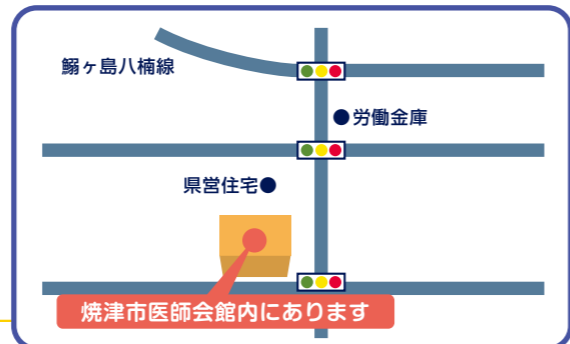 鰯ヶ島八楠線
労働金庫
県営住宅
焼津市医師会館内にあります